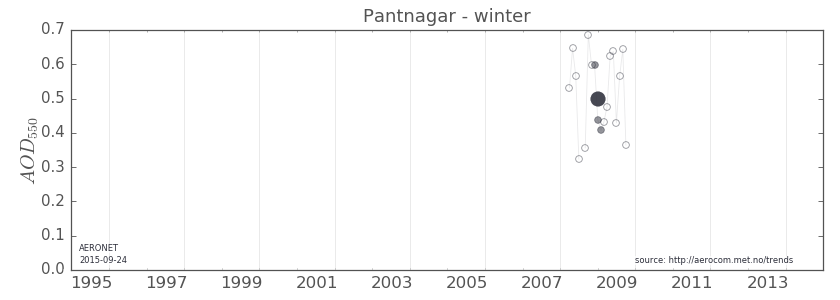 Pantnagar - winter
0.7
0.6
0.5
0.4
0.3
0.2
0.1
0.0
AOD550
AERONET
2015-09-24
source: http://aerocom.met.no/trends
1995 1997 1999 2001 2003 2005 2007 2009 2011 2013